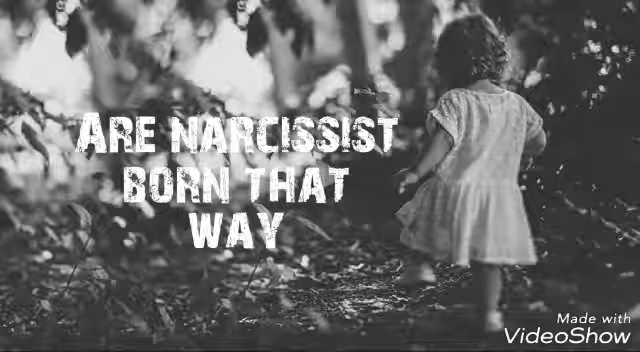 ARE NARCISSIST
BORN THAT
WAY
Made with
VideoShow